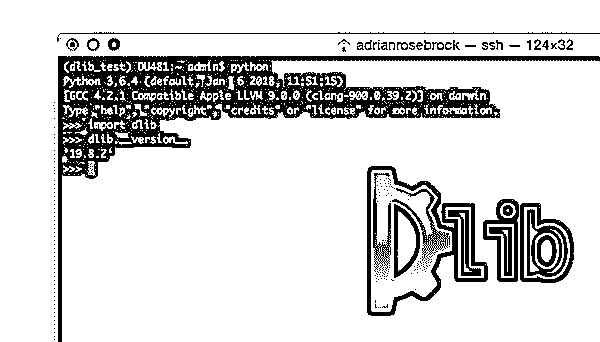 adrianrosebrock — ssh — 124×32
(dlib_test) DU481:~ admin$ python
Python 3.6.4 (default, Jan  6 2018, 11:51:15)
[GCC 4.2.1 Compatible Apple LLVM 9.0.0 (clang-900.0.39.2)] on darwin
Type "help", "copyright", "credits" or "license" for more information.
>>> import dlib
>>> dlib.__version__
'19.8.2'
>>>
Dlib